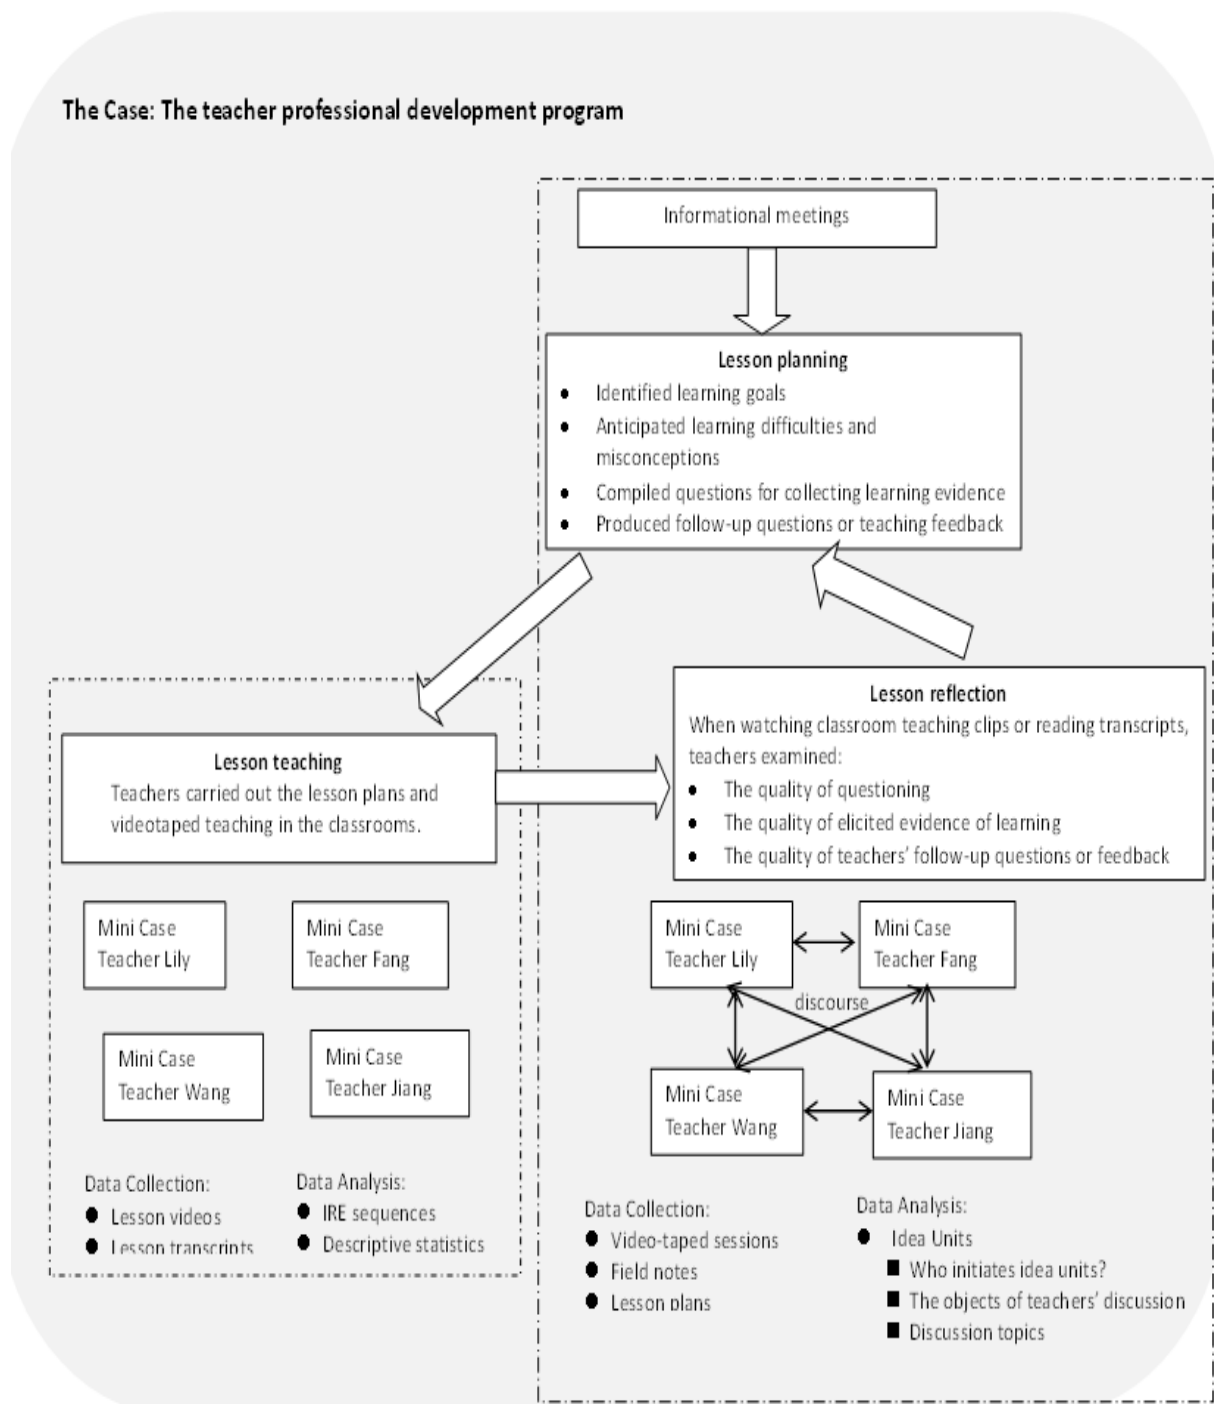 The Case: The teacher professional development program
Informational meetings
Lesson planning
● Identified learning goals
● Anticipated learning difficulties and
misconceptions
● Compiled questions for collecting learning evidence
● Produced follow-up questions or teaching feedback
Lesson teaching
Teachers carried out the lesson plans and
videotaped teaching in the classrooms.
Lesson reflection
When watching classroom teaching clips or reading transcripts,
teachers examined:
● The quality of questioning
● The quality of elicited evidence of learning
● The quality of teachers' follow-up questions or feedback
Mini Case
Teacher Lily
Mini Case
Teacher Fang
Mini Case
Teacher Wang
Mini Case
Teacher Jiang
Data Collection:
● Lesson videos
● Lesson transcripts
Data Analysis:
● IRE sequences
● Descriptive statistics
Mini Case
Teacher Lily
Mini Case
Teacher Fang
discourse
Mini Case
Teacher Wang
Mini Case
Teacher Jiang
Data Collection:
● Video-taped sessions
● Field notes
● Lesson plans
Data Analysis:
● Idea Units
■ Who initiates idea units?
■ The objects of teachers' discussion
■ Discussion topics